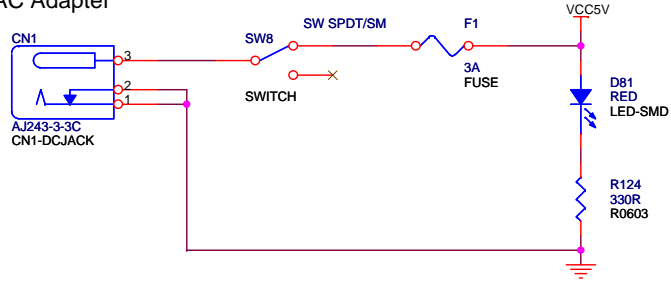 AC Adapter
VCC5V
CN1
SW8
SW SPDT/SM
F1
3
2
1
SWITCH
3A
FUSE
D81
RED
LED-SMD
AJ243-3-3C
CN1-DCJACK
R124
330R
R0603